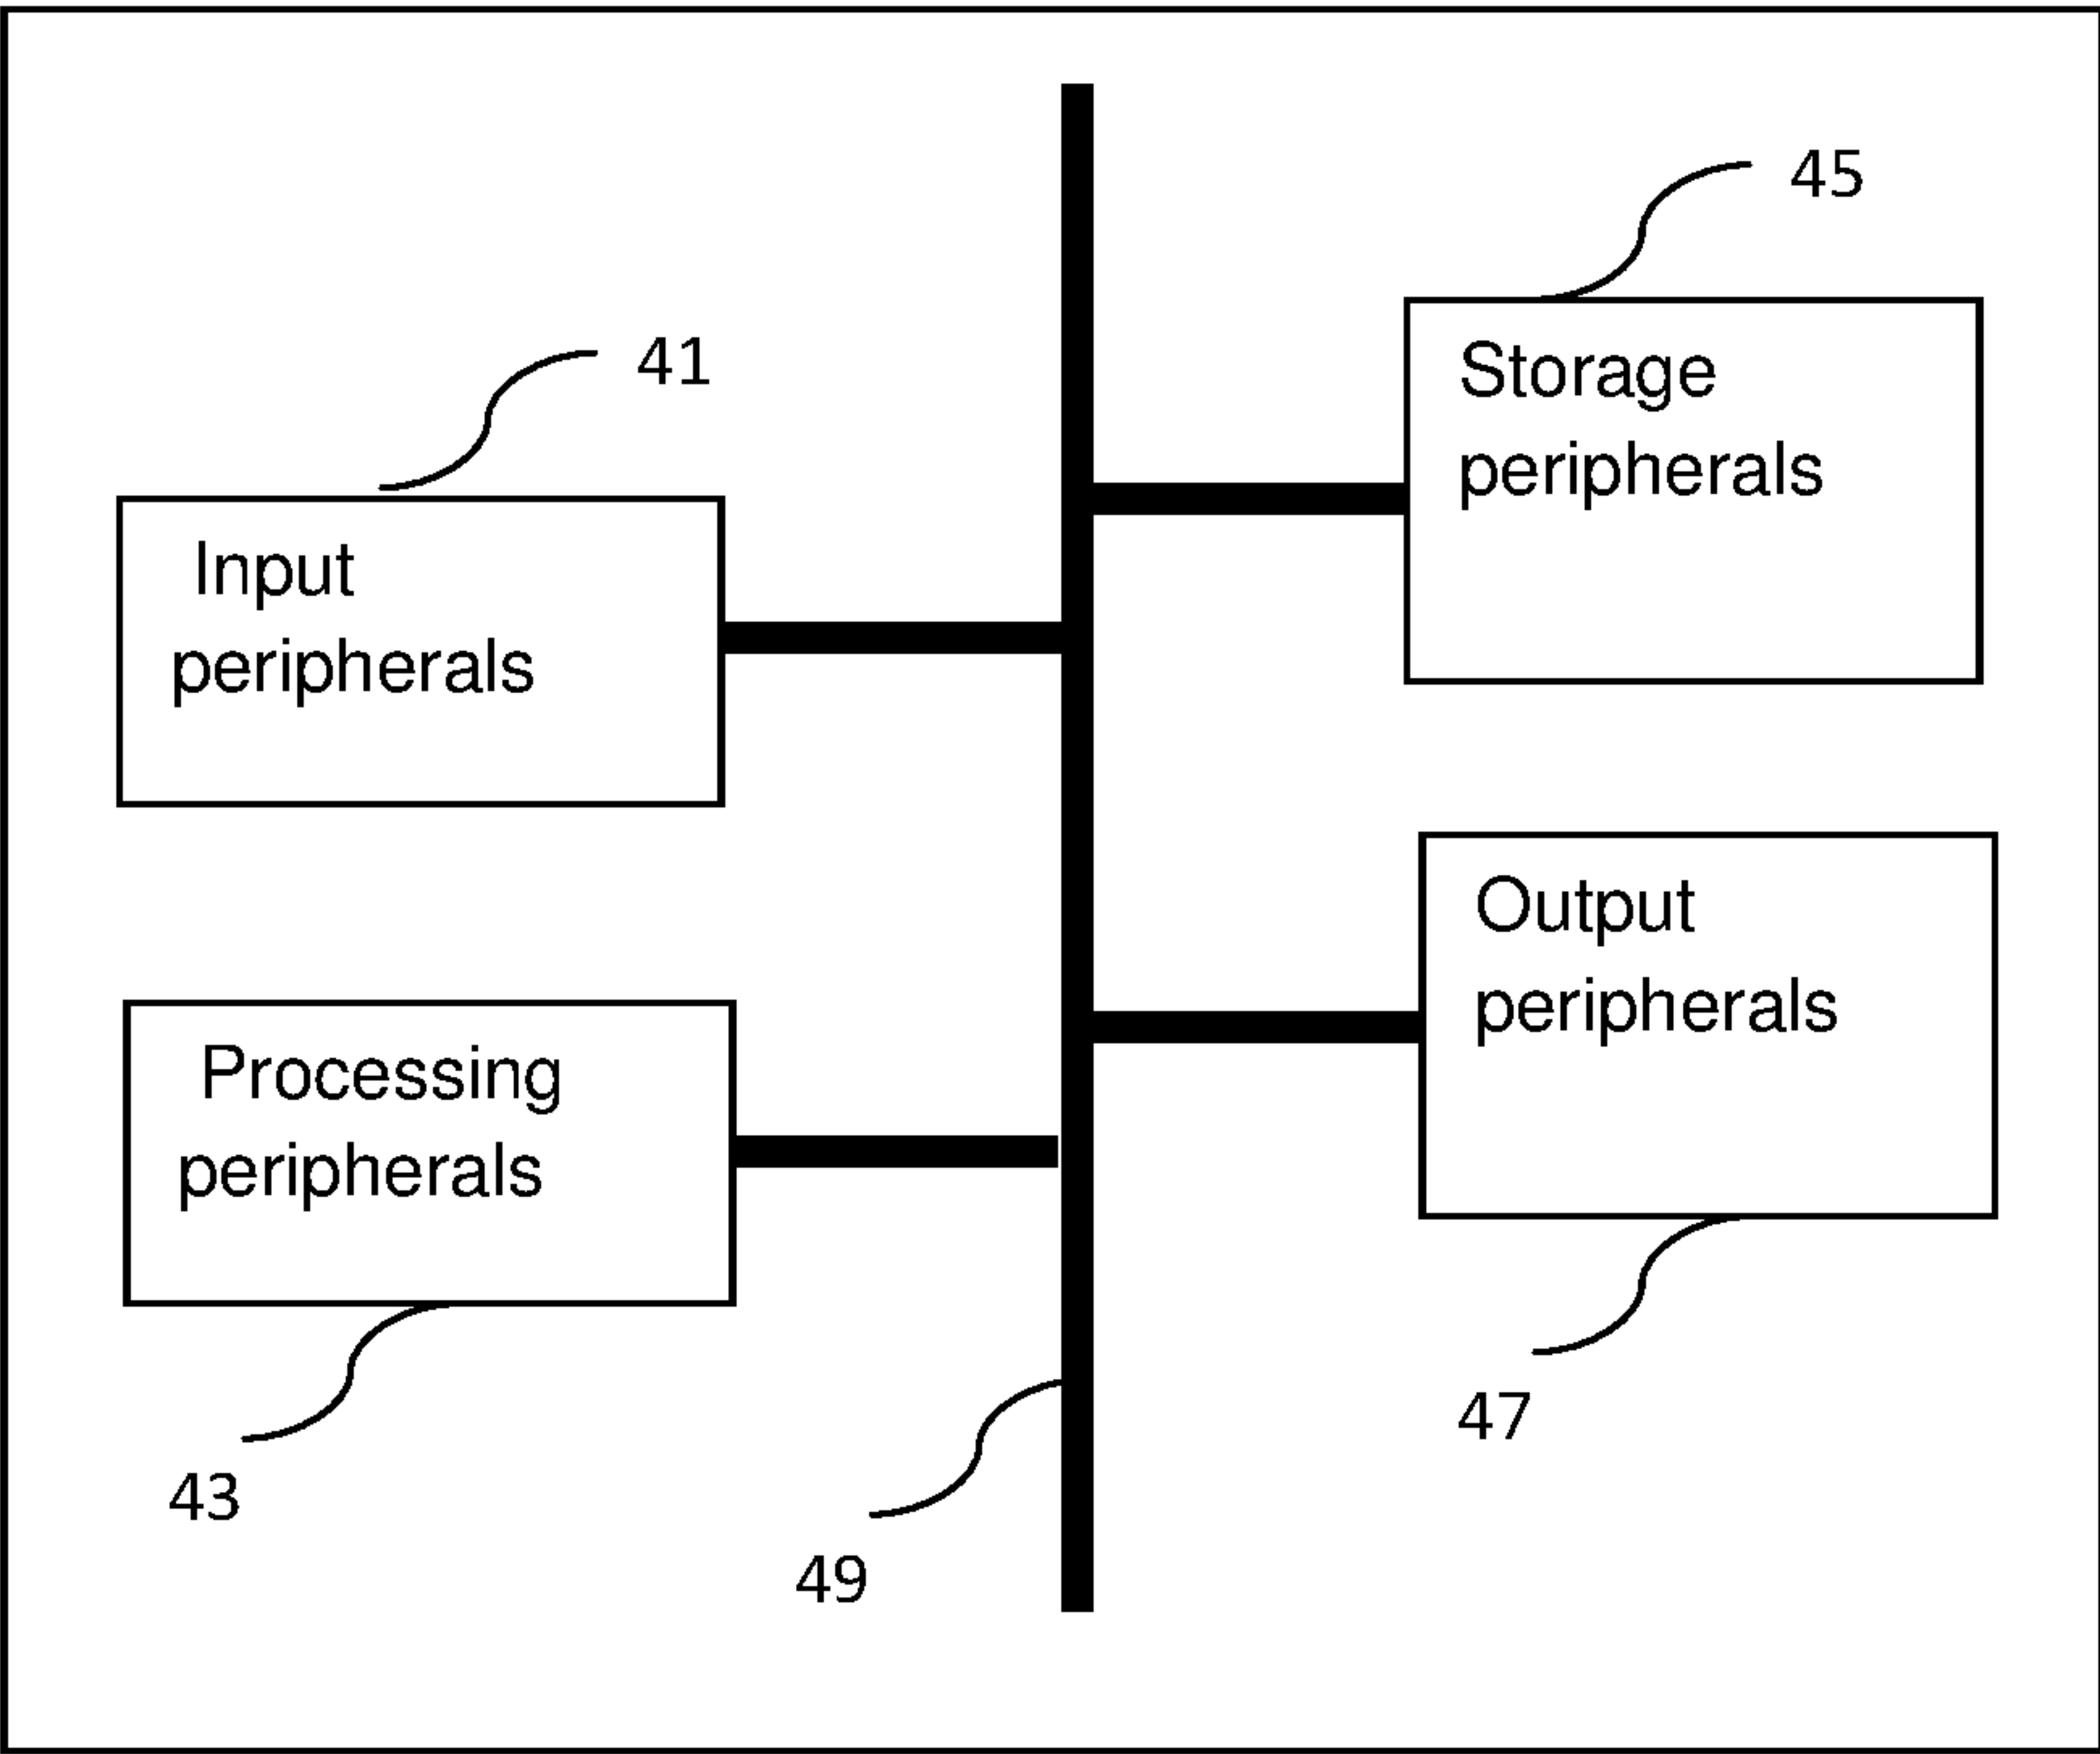 45
Storage
peripherals
41
Input
peripherals
Output
peripherals
47
Processing
peripherals
43
49